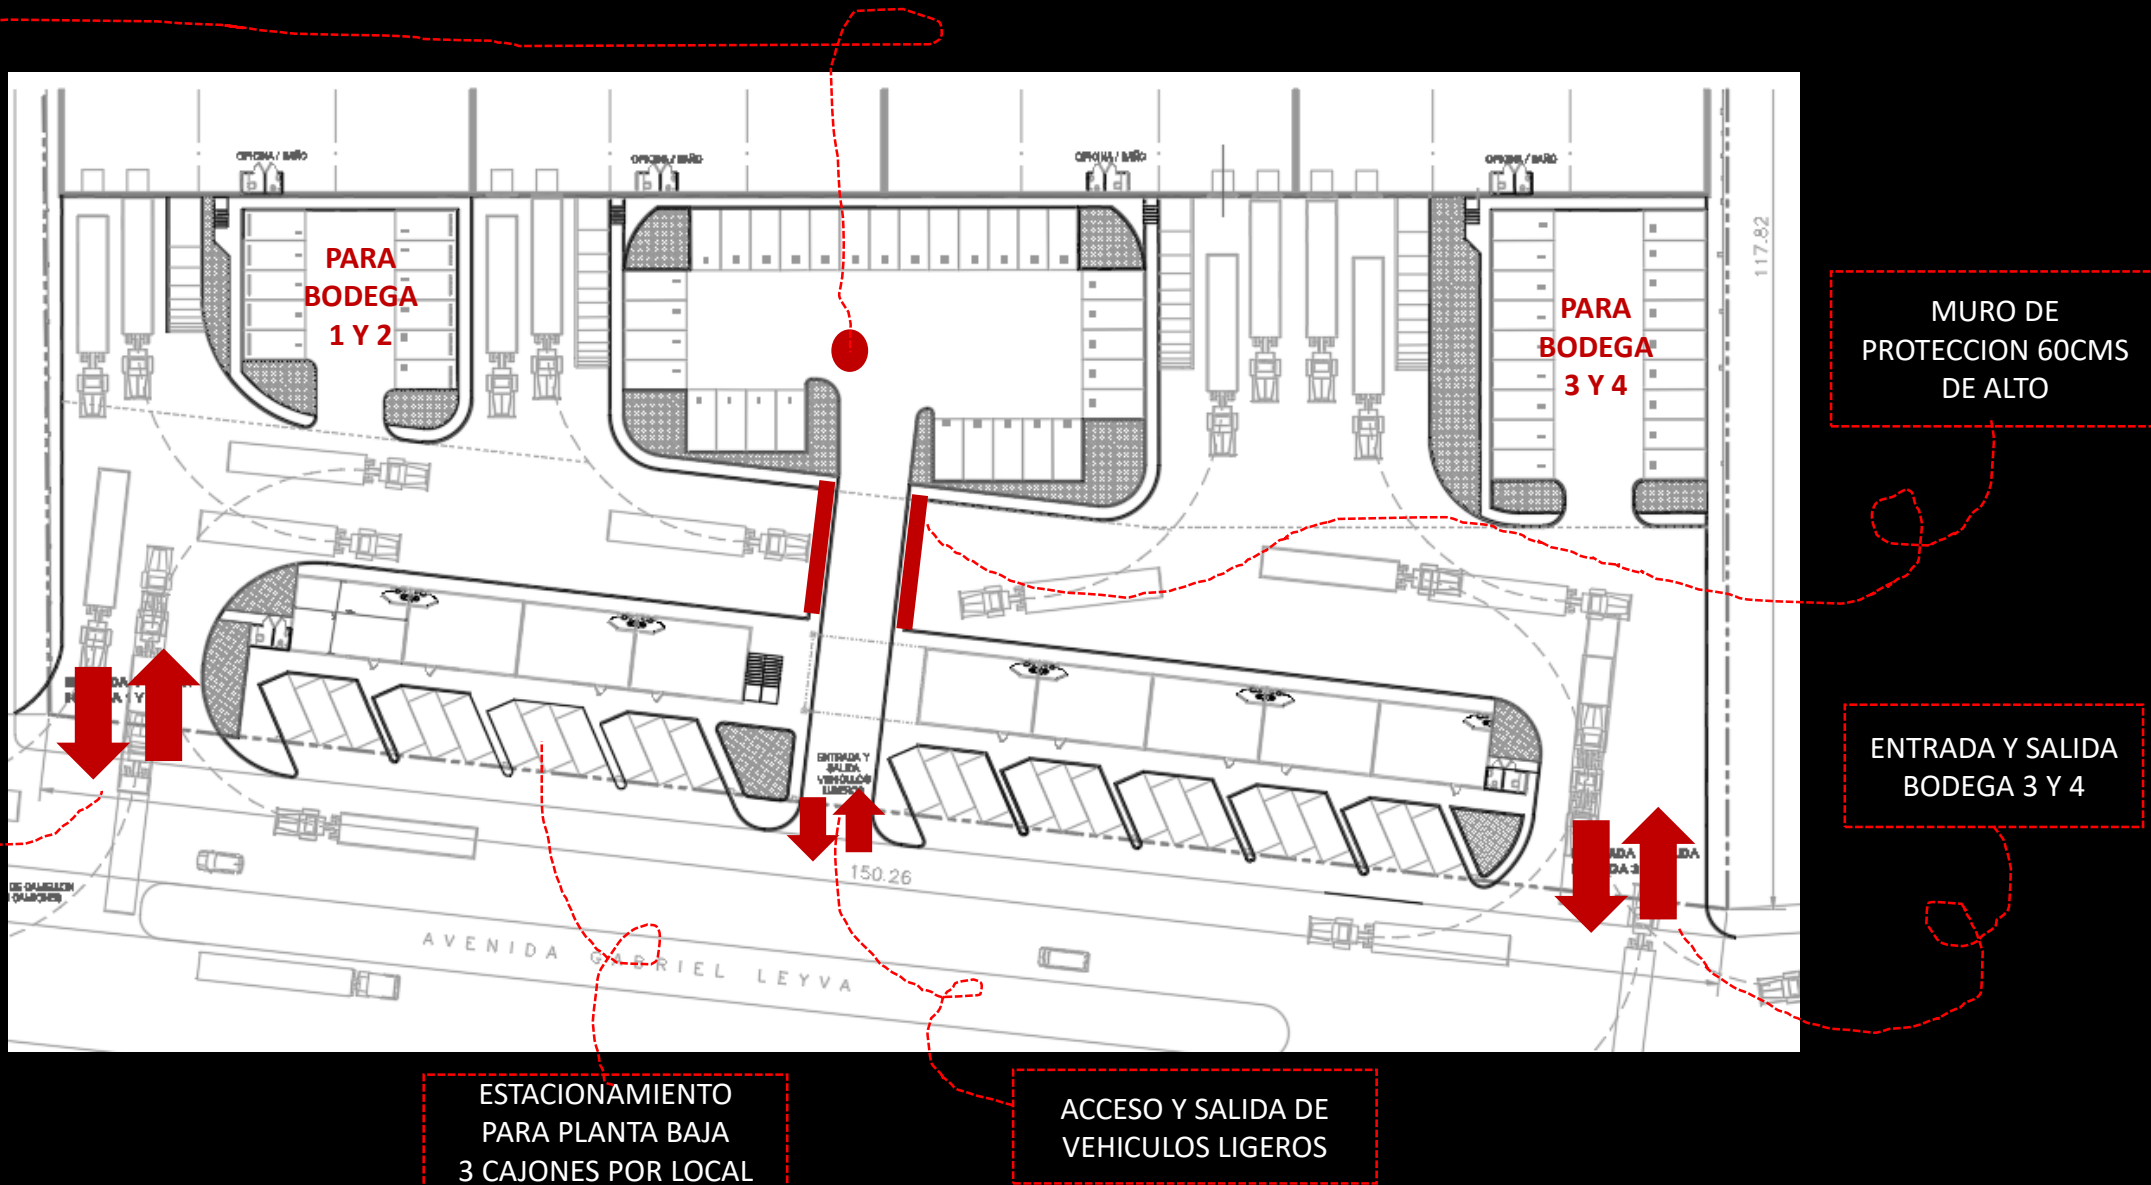 OFICINA / BAÑO
OFICINA / BAÑO
OFICINA / BAÑO
OFICINA / BAÑO
PARA
BODEGA
1 Y 2
PARA
BODEGA
3 Y 4
117.82
MURO DE
PROTECCION 60CMS
DE ALTO
ENTRADA Y SALIDA
BODEGA 3 Y 4
ENTRADA Y
SALIDA
VEHICULOS
LIGEROS
150.26
AVENIDA GABRIEL LEYVA
ESTACIONAMIENTO
PARA PLANTA BAJA
3 CAJONES POR LOCAL
ACCESO Y SALIDA DE
VEHICULOS LIGEROS